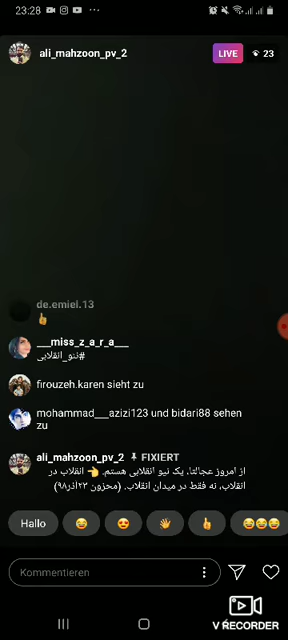 23:28
ali_mahzoon_pv_2 LIVE 23
de.emiel.13
👍
___miss_z_a_r_a___
#نئو_انقلابی
firouzeh.karen sieht zu
mohammad___azizi123 und bidari88 sehen
zu
ali_mahzoon_pv_2 FIXIERT
از امروز عجالتا، یک نیو انقلابی هستم. 👈 انقلاب در
انقلاب، نه فقط در میدان انقلاب. (محزون ۲۳آذر۹۸)
Hallo 😂 😍 👋 👍 😂😂😂
Kommentieren
V RECORDER